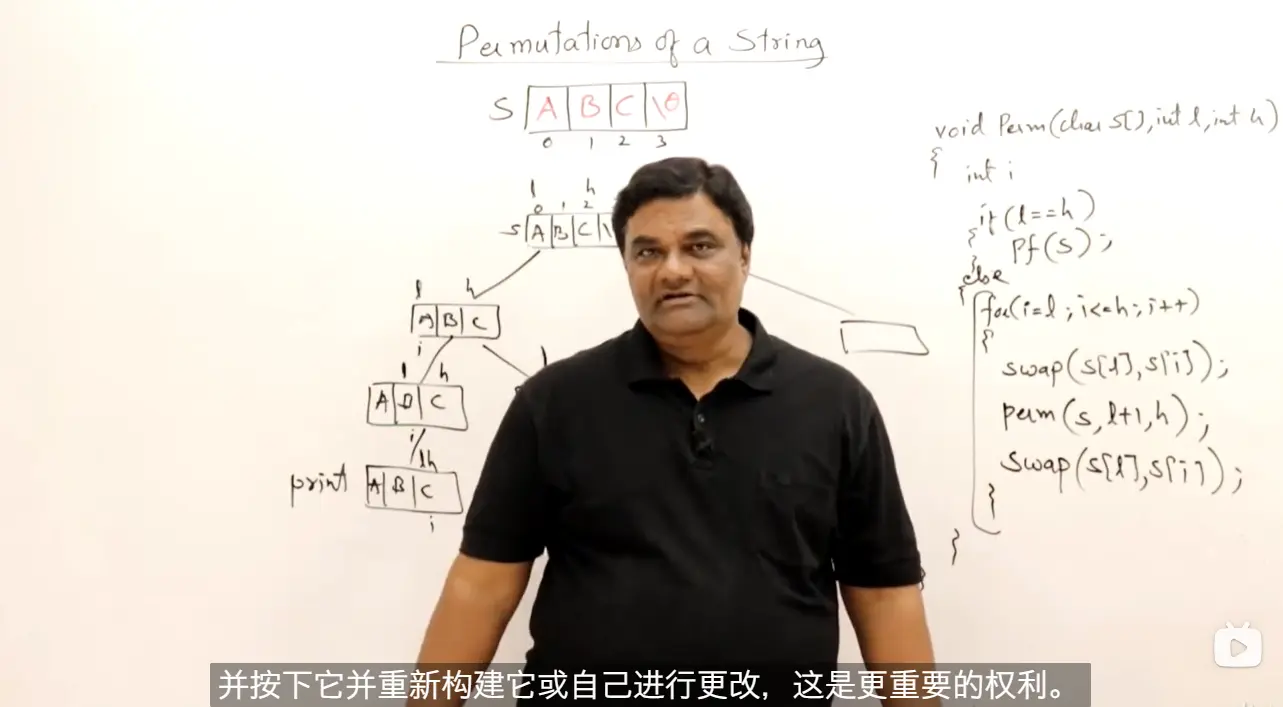 Permutations of a String
S A B C \0
0 1 2 3
l h
0 1 2
S A B C \
l h
A B C
i
l h
A B C
i
l h
print A B C
i
l
void Perm(char S[], int l, int h)
{
int i
if (l==h)
{
Pf(S);
}
else
{
for(i=l; i<=h; i++)
{
swap(S[l], S[i]);
perm(S, l+1, h);
swap(S[l], S[i]);
}
}
并按下它并重新构建它或自己进行更改，这是更重要的权利。